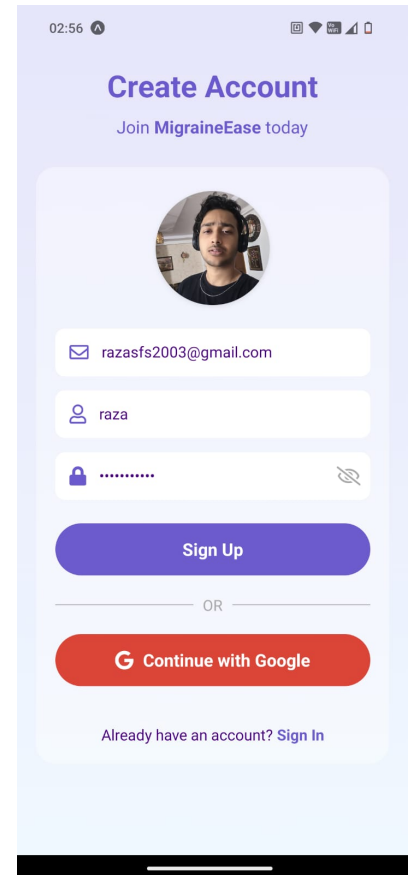 02:56
Create Account
Join MigraineEase today
razasfs2003@gmail.com
raza
•••••••••••
Sign Up
OR
G Continue with Google
Already have an account? Sign In